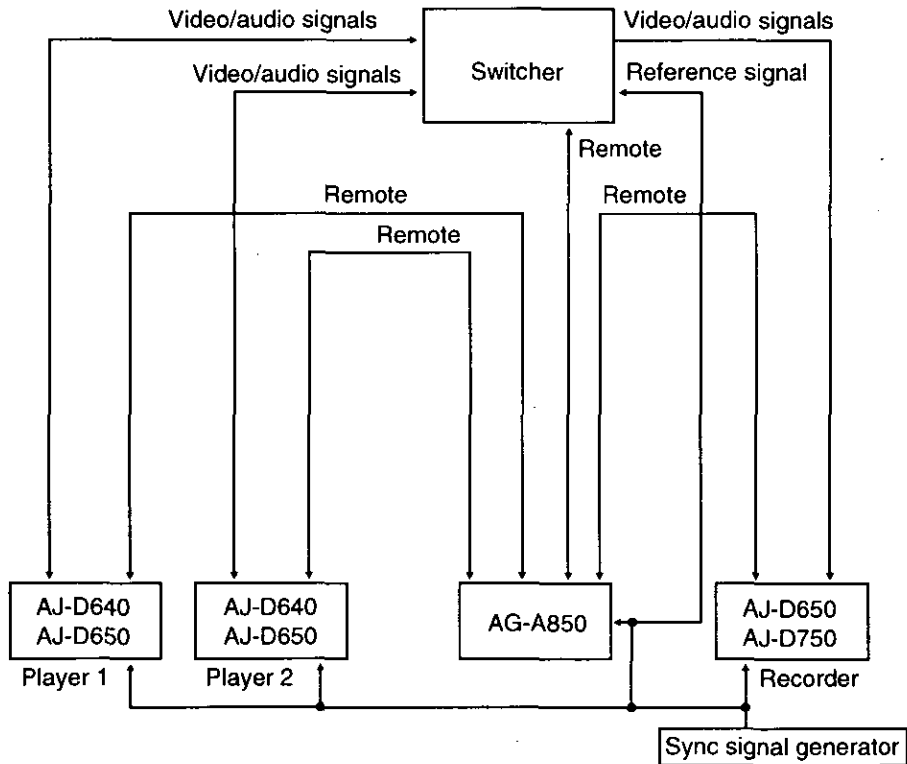 Video/audio signals
Video/audio signals
Switcher
Video/audio signals
Reference signal
Remote
Remote
Remote
Remote
AJ-D640
AJ-D650
Player 1
AJ-D640
AJ-D650
Player 2
AG-A850
AJ-D650
AJ-D750
Recorder
Sync signal generator